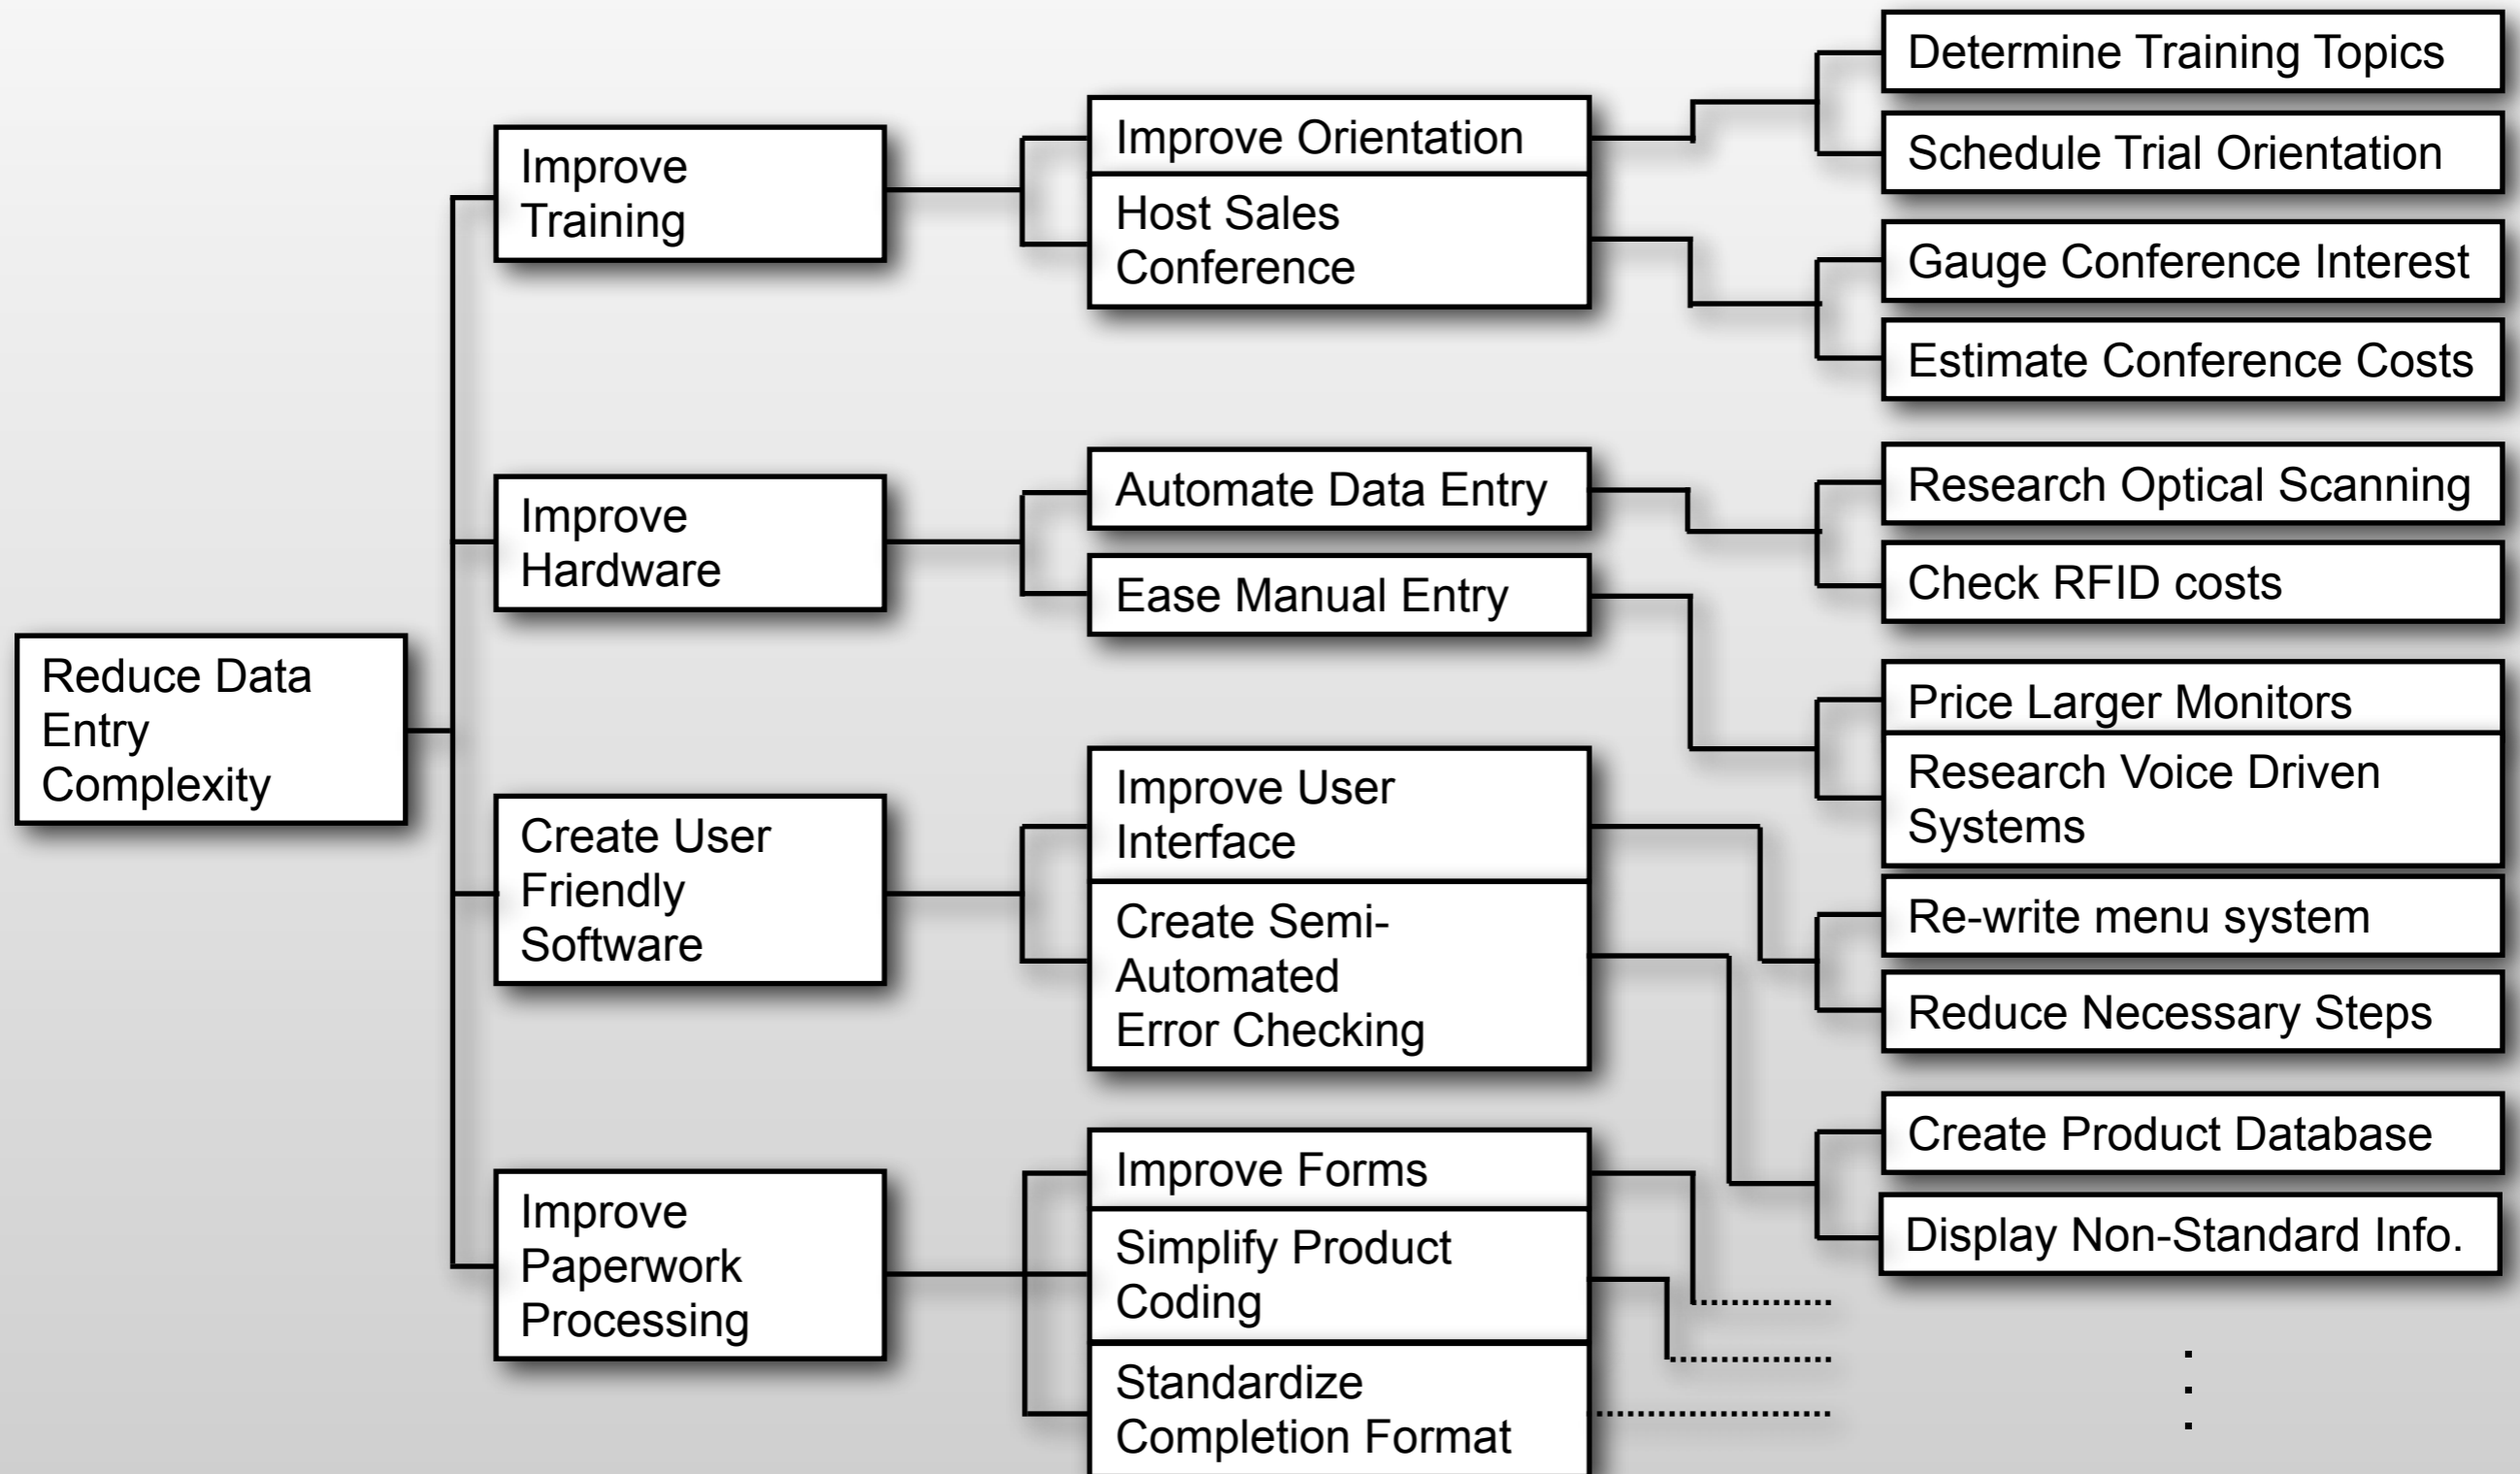 Reduce Data
Entry
Complexity
Improve
Training
Improve
Hardware
Create User
Friendly
Software
Improve
Paperwork
Processing
Improve Orientation
Host Sales
Conference
Automate Data Entry
Ease Manual Entry
Improve User
Interface
Create Semi-
Automated
Error Checking
Improve Forms
Simplify Product
Coding
Standardize
Completion Format
Determine Training Topics
Schedule Trial Orientation
Gauge Conference Interest
Estimate Conference Costs
Research Optical Scanning
Check RFID costs
Price Larger Monitors
Research Voice Driven
Systems
Re-write menu system
Reduce Necessary Steps
Create Product Database
Display Non-Standard Info.